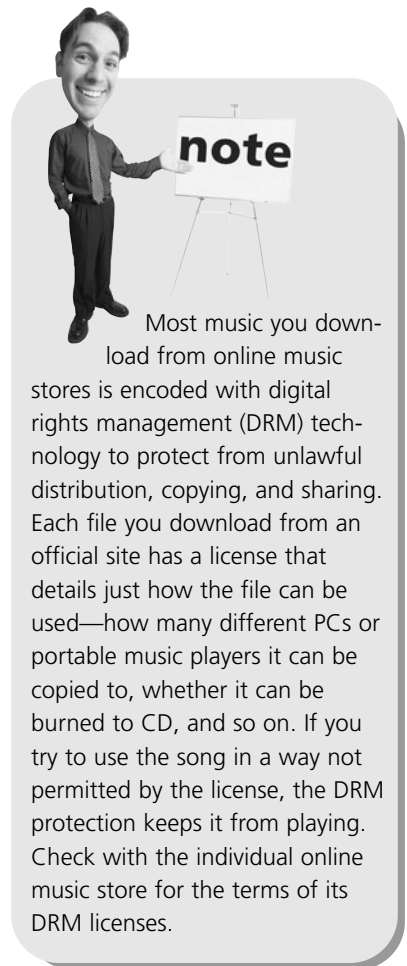 note
Most music you down-
load from online music
stores is encoded with digital
rights management (DRM) tech-
nology to protect from unlawful
distribution, copying, and sharing.
Each file you download from an
official site has a license that
details just how the file can be
used—how many different PCs or
portable music players it can be
copied to, whether it can be
burned to CD, and so on. If you
try to use the song in a way not
permitted by the license, the DRM
protection keeps it from playing.
Check with the individual online
music store for the terms of its
DRM licenses.